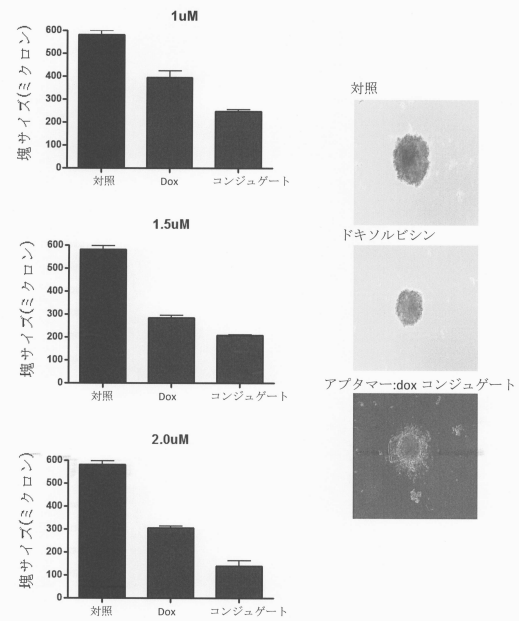 1uM
塊サイズ(ミクロン)
600
500
400
300
200
100
0
対照 Dox コンジュゲート
1.5uM
塊サイズ(ミクロン)
600
500
400
300
200
100
0
対照 Dox コンジュゲート
2.0uM
塊サイズ(ミクロン)
600
500
400
300
200
100
0
対照 Dox コンジュゲート
対照
ドキソルビシン
アプタマー:dox コンジュゲート